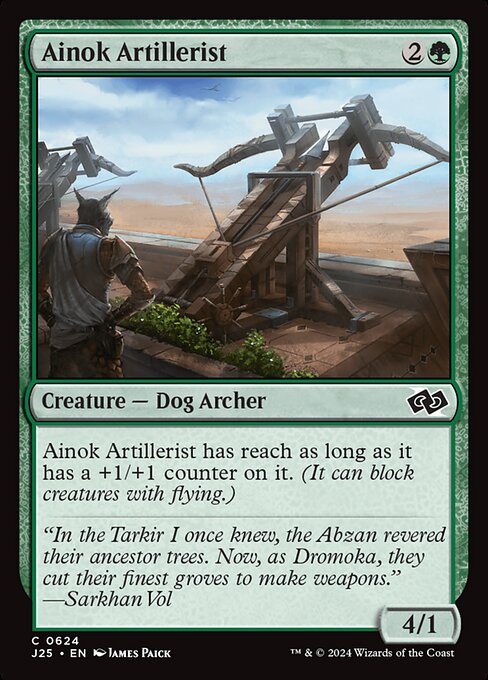 Ainok Artillerist 2
Creature — Dog Archer
Ainok Artillerist has reach as long as it
has a +1/+1 counter on it. (It can block
creatures with flying.)
“In the Tarkir I once knew, the Abzan revered
their ancestor trees. Now, as Dromoka, they
cut their finest groves to make weapons.”
—Sarkhan Vol
4/1
C 0624
J25 • EN James Paick ™ & © 2024 Wizards of the Coast